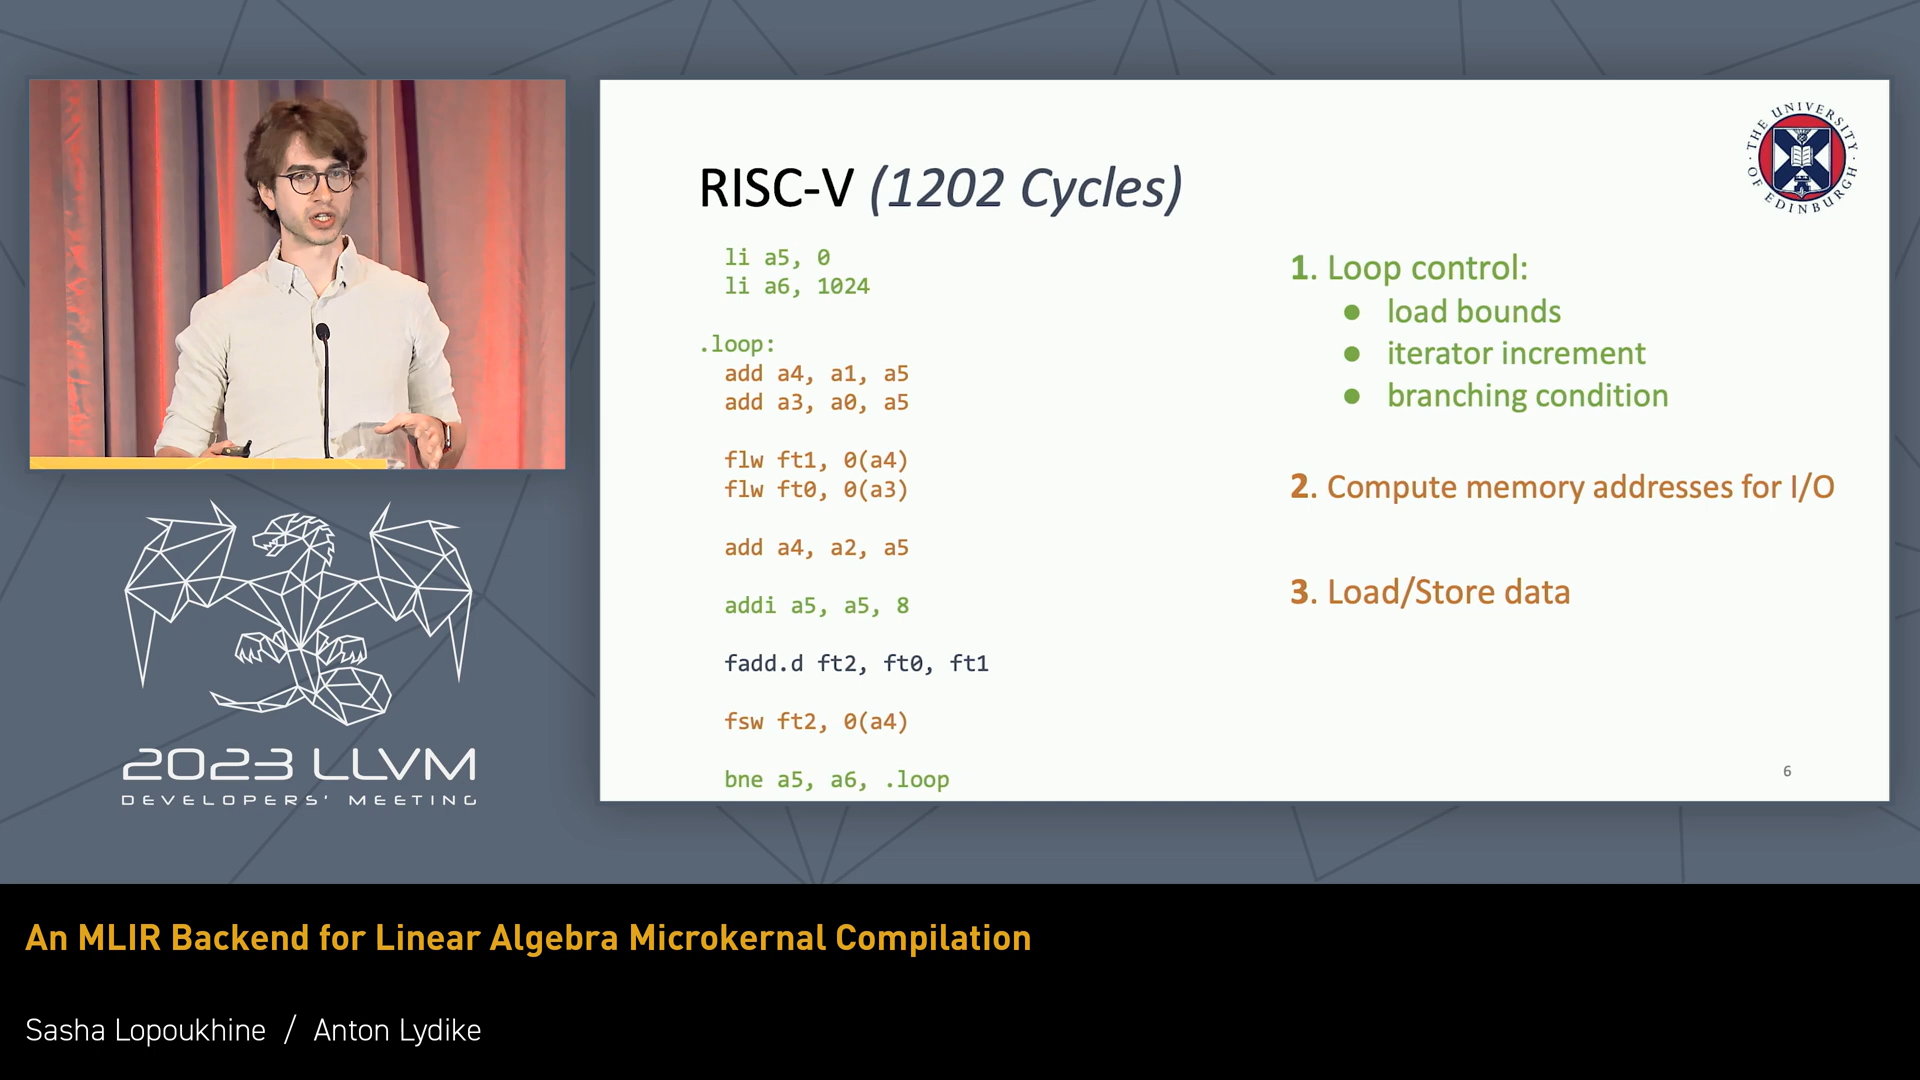 THE UNIVERSITY
OF EDINBURGH
RISC-V (1202 Cycles)
li a5, 0
li a6, 1024
.loop:
add a4, a1, a5
add a3, a0, a5
flw ft1, 0(a4)
flw ft0, 0(a3)
add a4, a2, a5
addi a5, a5, 8
fadd.d ft2, ft0, ft1
fsw ft2, 0(a4)
bne a5, a6, .loop
1. Loop control:
● load bounds
● iterator increment
● branching condition
2. Compute memory addresses for I/O
3. Load/Store data
6
2023 LLVM
DEVELOPERS' MEETING
An MLIR Backend for Linear Algebra Microkernal Compilation
Sasha Lopoukhine / Anton Lydike